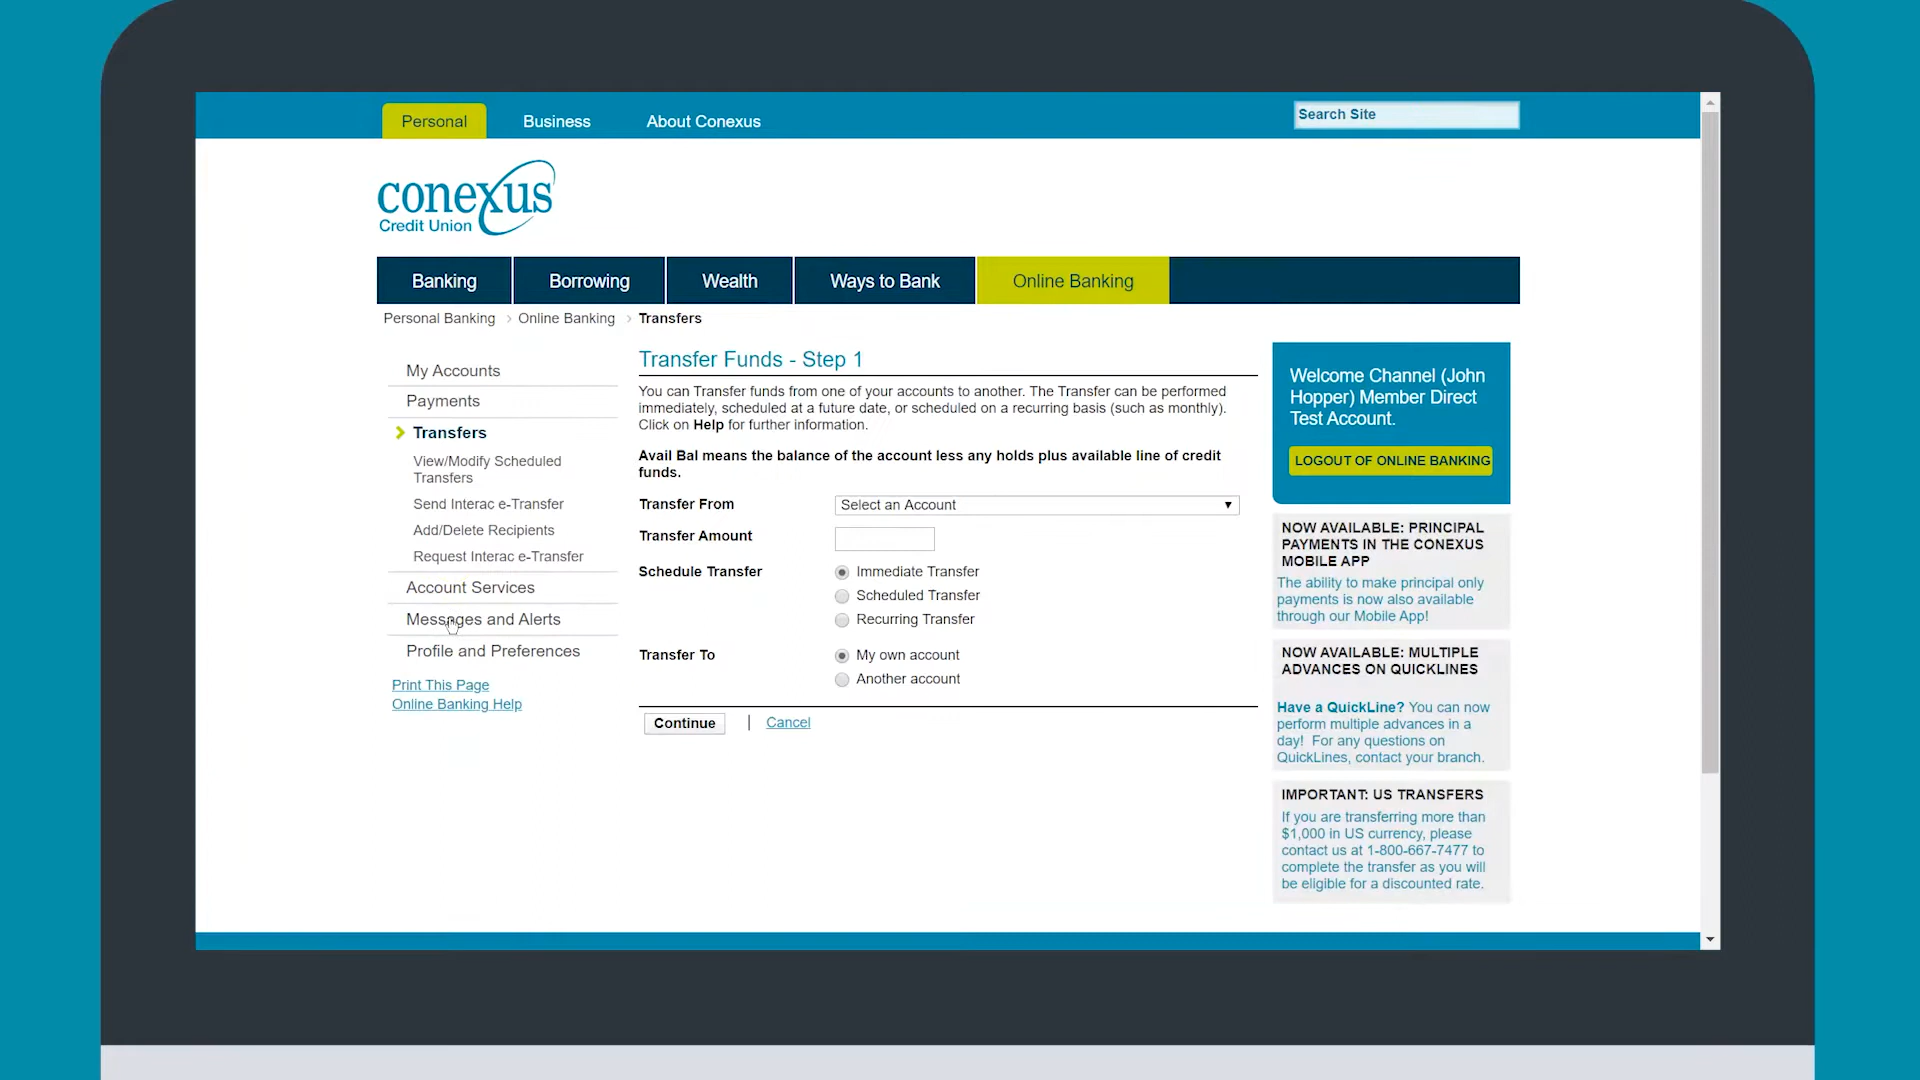 Personal
Business
About Conexus
Search Site
conexus
Credit Union
Banking
Borrowing
Wealth
Ways to Bank
Online Banking
Personal Banking
Online Banking
Transfers
My Accounts
Payments
Transfers
View/Modify Scheduled
Transfers
Send Interac e-Transfer
Add/Delete Recipients
Request Interac e-Transfer
Account Services
Messages and Alerts
Profile and Preferences
Print This Page
Online Banking Help
Transfer Funds - Step 1
You can Transfer funds from one of your accounts to another. The Transfer can be performed
immediately, scheduled at a future date, or scheduled on a recurring basis (such as monthly).
Click on Help for further information.
Avail Bal means the balance of the account less any holds plus available line of credit
funds.
Transfer From
Select an Account
Transfer Amount
Schedule Transfer
Immediate Transfer
Scheduled Transfer
Recurring Transfer
Transfer To
My own account
Another account
Continue
|
Cancel
Welcome Channel (John
Hopper) Member Direct
Test Account.
LOGOUT OF ONLINE BANKING
NOW AVAILABLE: PRINCIPAL
PAYMENTS IN THE CONEXUS
MOBILE APP
The ability to make principal only
payments is now also available
through our Mobile App!
NOW AVAILABLE: MULTIPLE
ADVANCES ON QUICKLINES
Have a QuickLine? You can now
perform multiple advances in a
day! For any questions on
QuickLines, contact your branch.
IMPORTANT: US TRANSFERS
If you are transferring more than
$1,000 in US currency, please
contact us at 1-800-667-7477 to
complete the transfer as you will
be eligible for a discounted rate.